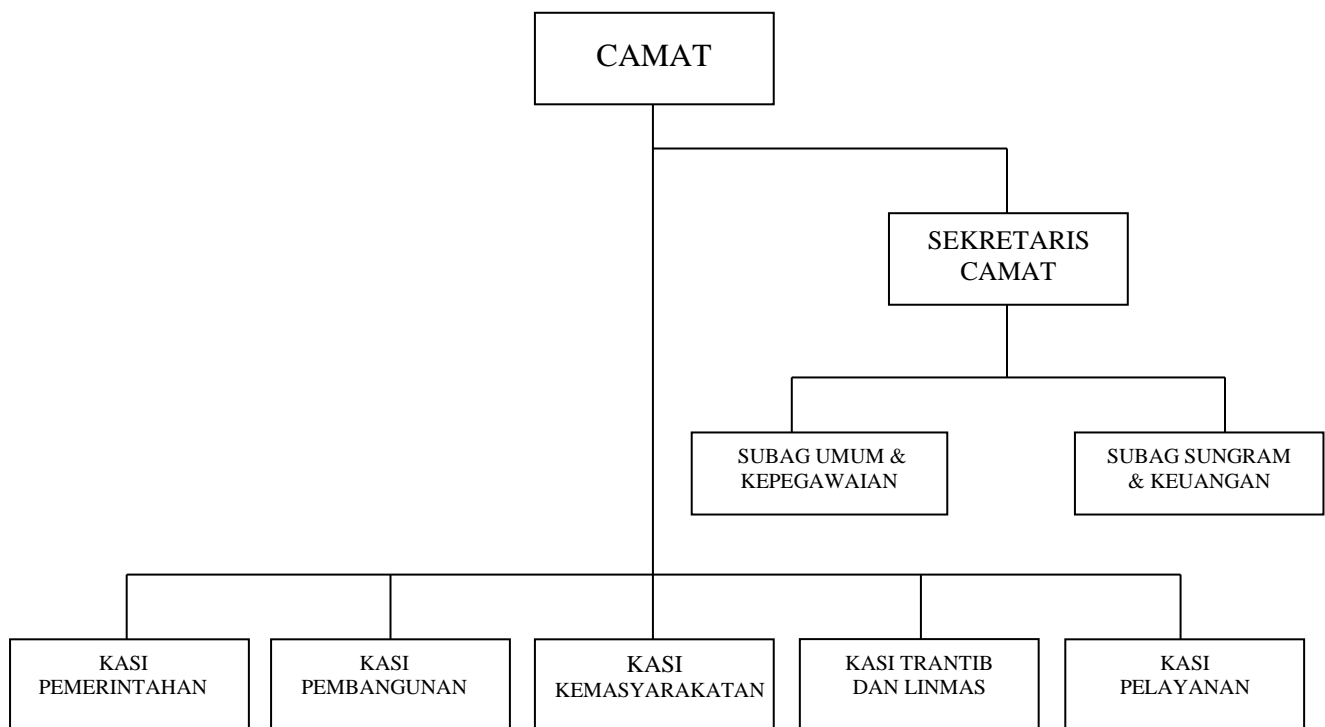 CAMAT
SEKRETARIS
CAMAT
SUBAG UMUM &
KEPEGAWAIAN
SUBAG SUNGRAM
& KEUANGAN
KASI
PEMERINTAHAN
KASI
PEMBANGUNAN
KASI
KEMASYARAKATAN
KASI TRANTIB
DAN LINMAS
KASI
PELAYANAN